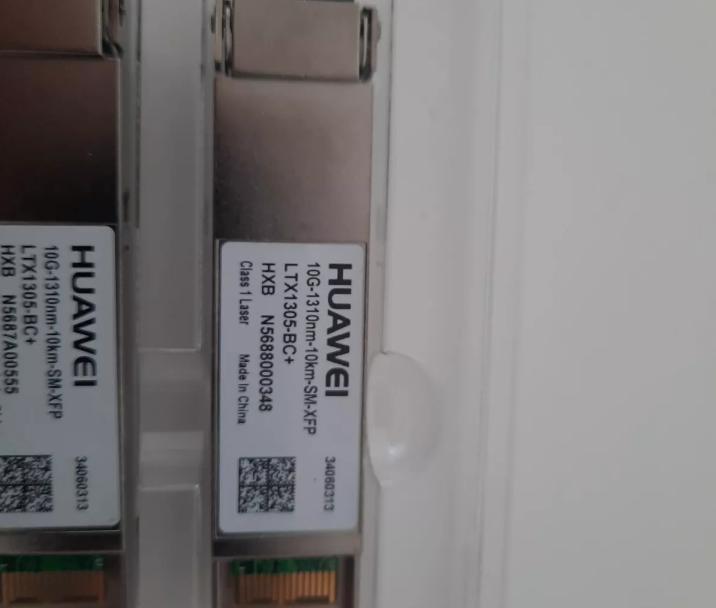 HUAWEI
10G-1310nm-10km-SM-XFP
LTX1305-BC+
HXB N5687A00555
34060313
HUAWEI
10G-1310nm-10km-SM-XFP
LTX1305-BC+
HXB N5688000348
Class 1 Laser Made In China
34060313